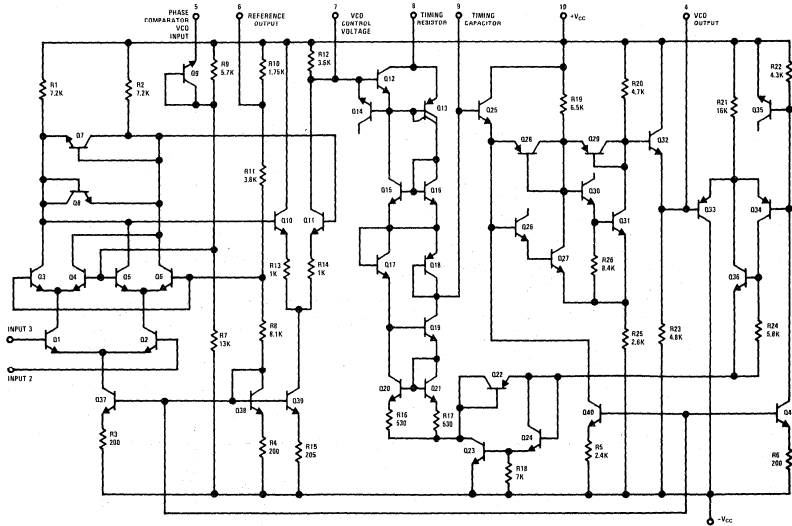 5
PHASE
COMPARATOR
VCO
INPUT
6
REFERENCE
OUTPUT
7
VCO
CONTROL
VOLTAGE
8
TIMING
RESISTOR
9
TIMING
CAPACITOR
10
+VCC
4
VCO
OUTPUT
R1
7.2K
R2
7.2K
Q9
R9
5.7K
R10
1.75K
R12
3.6K
Q12
Q13
Q14
Q25
R19
6.5K
R20
4.7K
R21
16K
R22
4.3K
Q35
Q7
Q28
Q29
Q32
Q8
R11
3.6K
Q15
Q16
Q30
Q33
Q34
Q3
Q4
Q5
Q6
Q10
Q11
Q26
Q31
R13
1K
R14
1K
Q17
Q18
Q27
R26
8.4K
Q36
INPUT 3
Q1
Q2
R7
13K
R8
8.1K
Q19
R25
2.6K
R23
4.8K
R24
5.8K
INPUT 2
Q37
Q38
Q39
Q20
Q21
Q22
Q40
Q4
R16
530
R17
530
R3
200
R4
200
R15
205
Q23
Q24
R18
7K
R5
2.4K
R6
200
-VCC